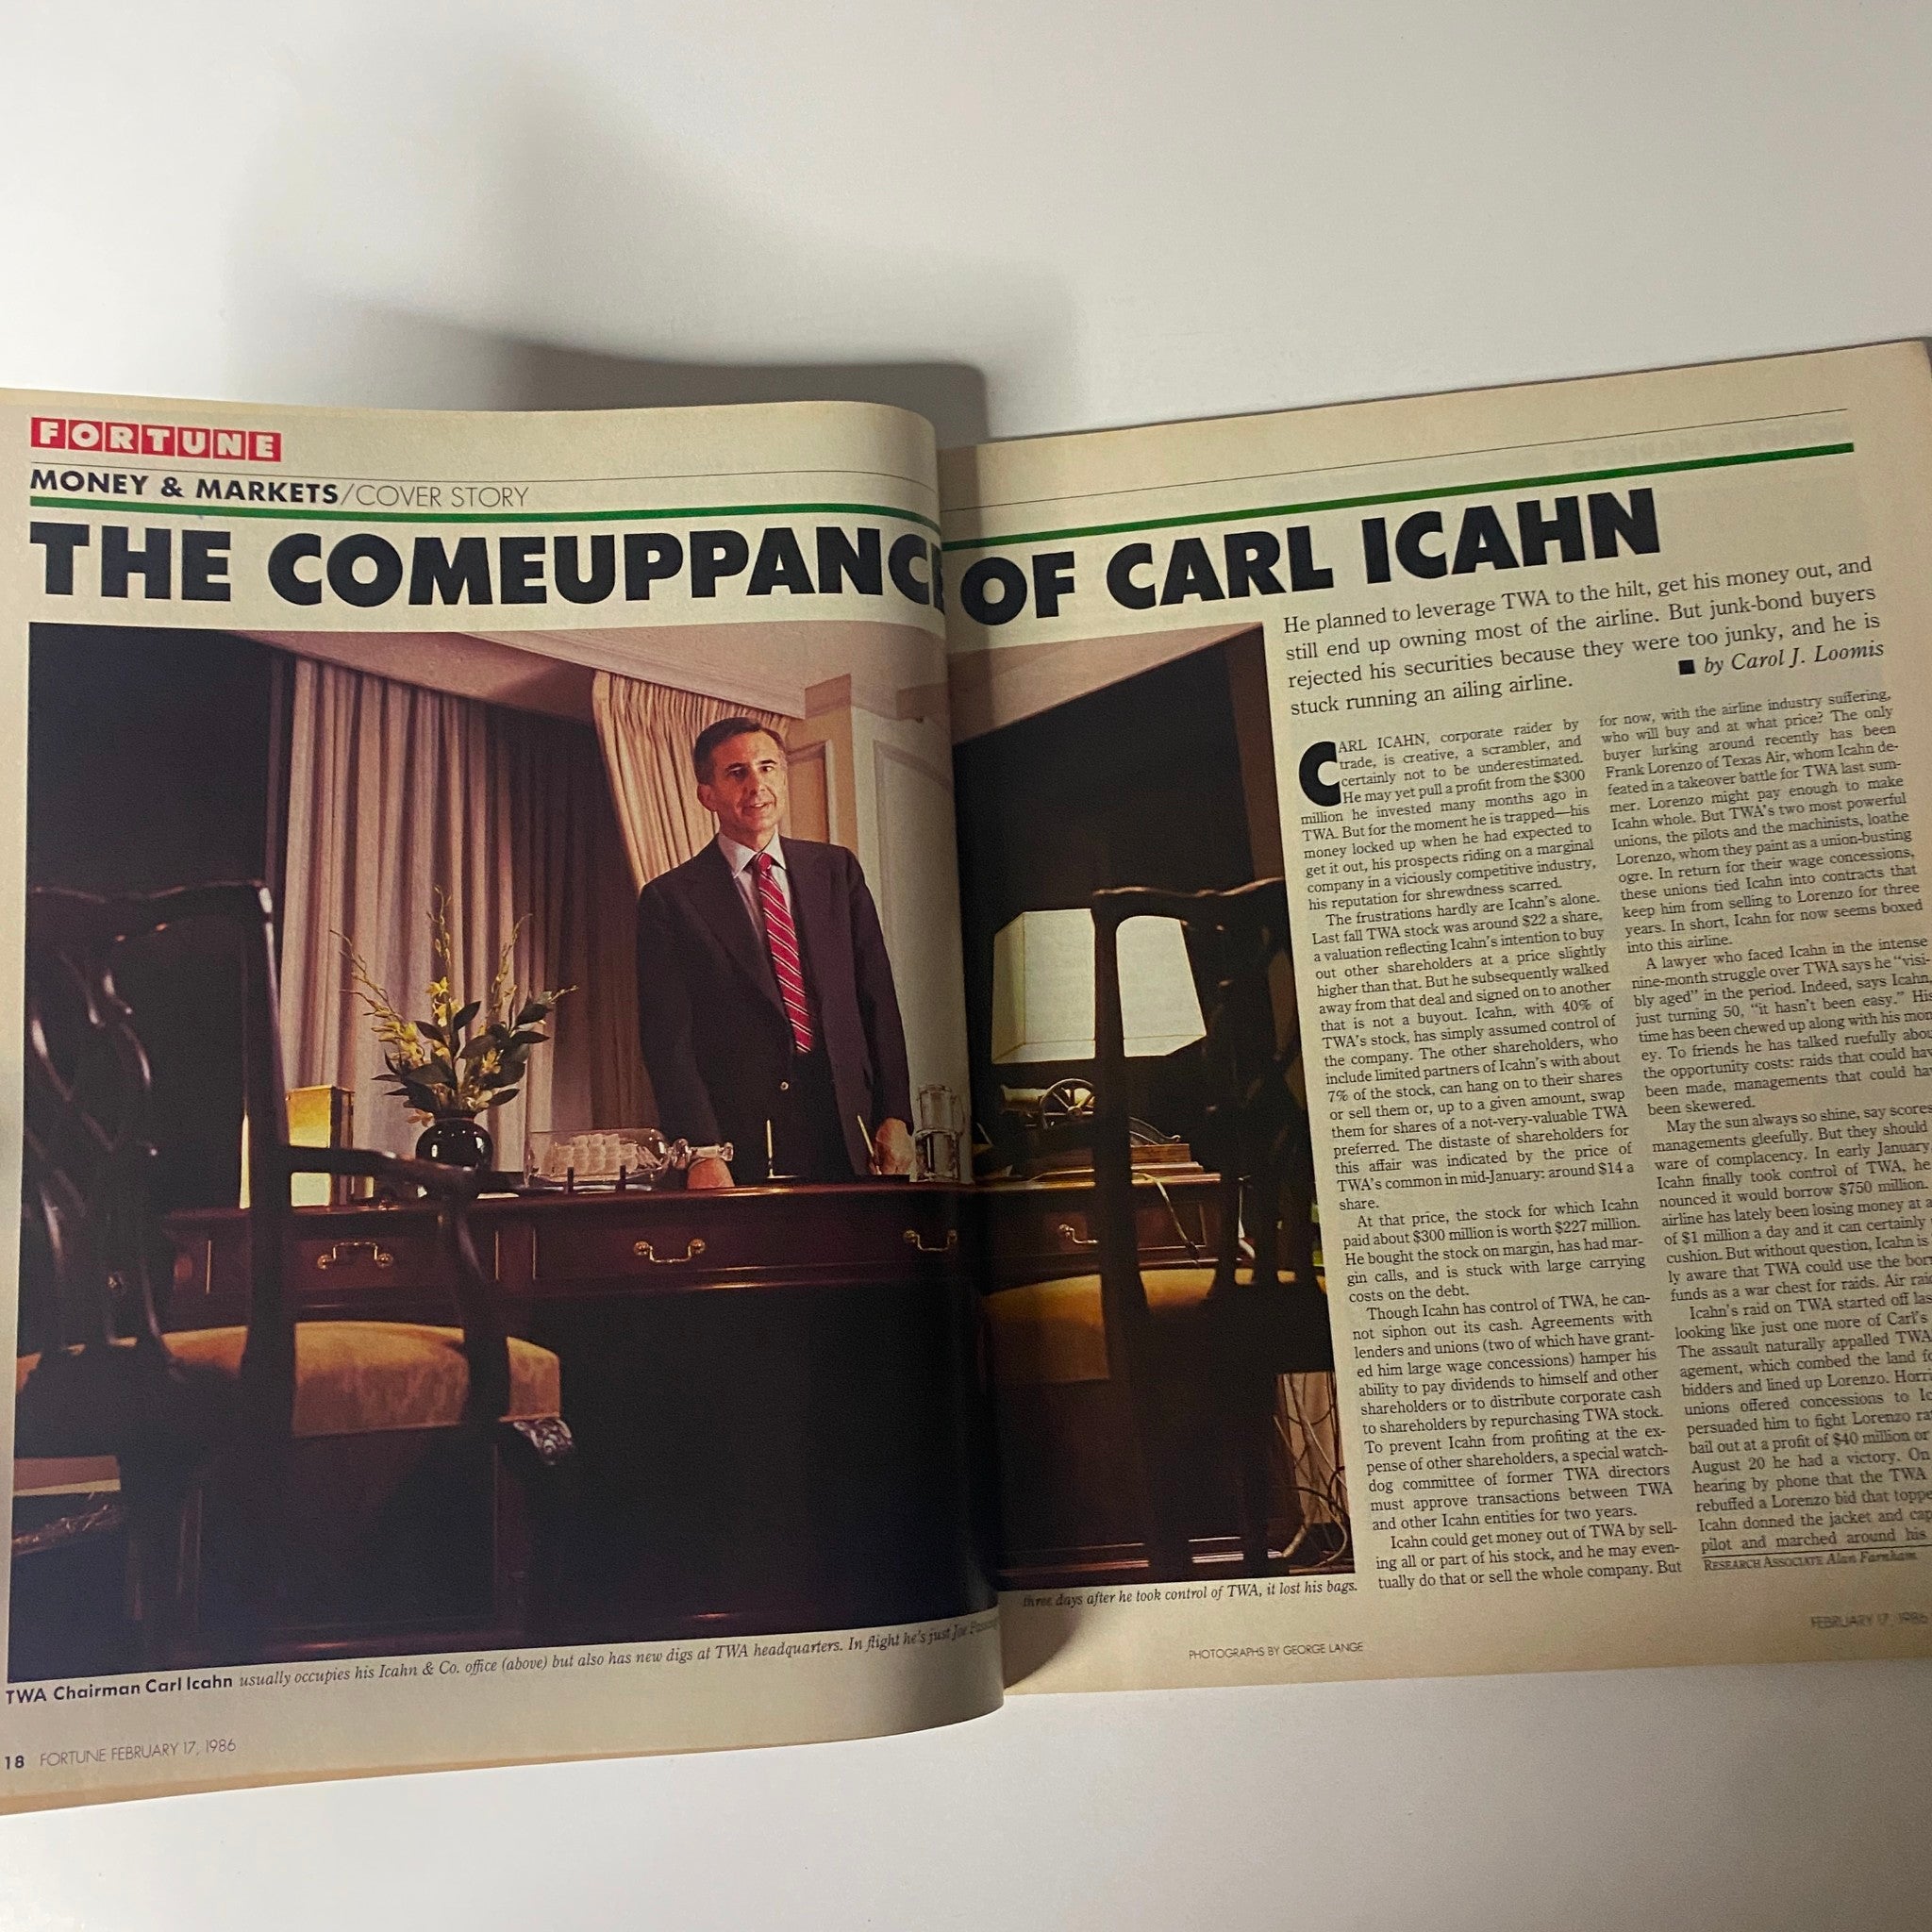 FORTUNE
MONEY & MARKETS/COVER STORY
THE COMEUPPANCE OF CARL ICAHN
He planned to leverage TWA to the hilt, get his money out, and
still end up owning most of the airline. But junk-bond buyers
rejected his securities because they were too junky, and he is
stuck running an ailing airline.
■ by Carol J. Loomis
CARL ICAHN, corporate raider by
trade, is creative, a scrambler, and
certainly not to be underestimated.
He may yet pull a profit from the $300
million he invested many months ago in
TWA. But for the moment he is trapped—his
money locked up when he had expected to
get it out, his prospects riding on a marginal
company in a viciously competitive industry,
his reputation for shrewdness scarred.
The frustrations hardly are Icahn's alone.
Last fall TWA stock was around $22 a share,
a valuation reflecting Icahn's intention to buy
out other shareholders at a price slightly
higher than that. But he subsequently walked
away from that deal and signed on to another
that is not a buyout. Icahn, with 40% of
TWA's stock, has simply assumed control of
the company. The other shareholders, who
include limited partners of Icahn's with about
7% of the stock, can hang on to their shares
or sell them or, up to a given amount, swap
them for shares of a not-very-valuable TWA
preferred. The distaste of shareholders for
this affair was indicated by the price of
TWA's common in mid-January: around $14 a
share.
At that price, the stock for which Icahn
paid about $300 million is worth $227 million.
He bought the stock on margin, has had mar-
gin calls, and is stuck with large carrying
costs on the debt.
Though Icahn has control of TWA, he can-
not siphon out its cash. Agreements with
lenders and unions (two of which have grant-
ed him large wage concessions) hamper his
ability to pay dividends to himself and other
shareholders or to distribute corporate cash
to shareholders by repurchasing TWA stock.
To prevent Icahn from profiting at the ex-
pense of other shareholders, a special watch-
dog committee of former TWA directors
must approve transactions between TWA
and other Icahn entities for two years.
Icahn could get money out of TWA by sell-
ing all or part of his stock, and he may even-
tually do that or sell the whole company. But
for now, with the airline industry suffering,
who will buy and at what price? The only
buyer lurking around recently has been
Frank Lorenzo of Texas Air, whom Icahn de-
feated in a takeover battle for TWA last sum-
mer. Lorenzo might pay enough to make
Icahn whole. But TWA's two most powerful
unions, the pilots and the machinists, loathe
Lorenzo, whom they paint as a union-busting
ogre. In return for their wage concessions,
these unions tied Icahn into contracts that
keep him from selling to Lorenzo for three
years. In short, Icahn for now seems boxed
into this airline.
A lawyer who faced Icahn in the intense
nine-month struggle over TWA says he "visi-
bly aged" in the period. Indeed, says Icahn,
just turning 50, "it hasn't been easy." His
time has been chewed up along with his mon
ey. To friends he has talked ruefully abou
the opportunity costs: raids that could hav
been made, managements that could ha
been skewered.
May the sun always so shine, say scores
managements gleefully. But they should
ware of complacency. In early January,
Icahn finally took control of TWA, he
nounced it would borrow $750 million.
airline has lately been losing money at a
of $1 million a day and it can certainly
cushion. But without question, Icahn is
ly aware that TWA could use the bor
funds as a war chest for raids. Air raid
Icahn's raid on TWA started off las
looking like just one more of Carl's
The assault naturally appalled TWA
agement, which combed the land fo
bidders and lined up Lorenzo. Horri
unions offered concessions to Ic
persuaded him to fight Lorenzo ra
bail out at a profit of $40 million or
August 20 he had a victory. On
hearing by phone that the TWA
rebuffed a Lorenzo bid that toppe
Icahn donned the jacket and cap
pilot and marched around his
RESEARCH ASSOCIATE Alan Farnham
TWA Chairman Carl Icahn usually occupies his Icahn & Co. office (above) but also has new digs at TWA headquarters. In flight he's just Joe
three days after he took control of TWA, it lost his bags.
PHOTOGRAPHS BY GEORGE LANGE
18 FORTUNE FEBRUARY 17, 1986
FEBRUARY 17, 1986